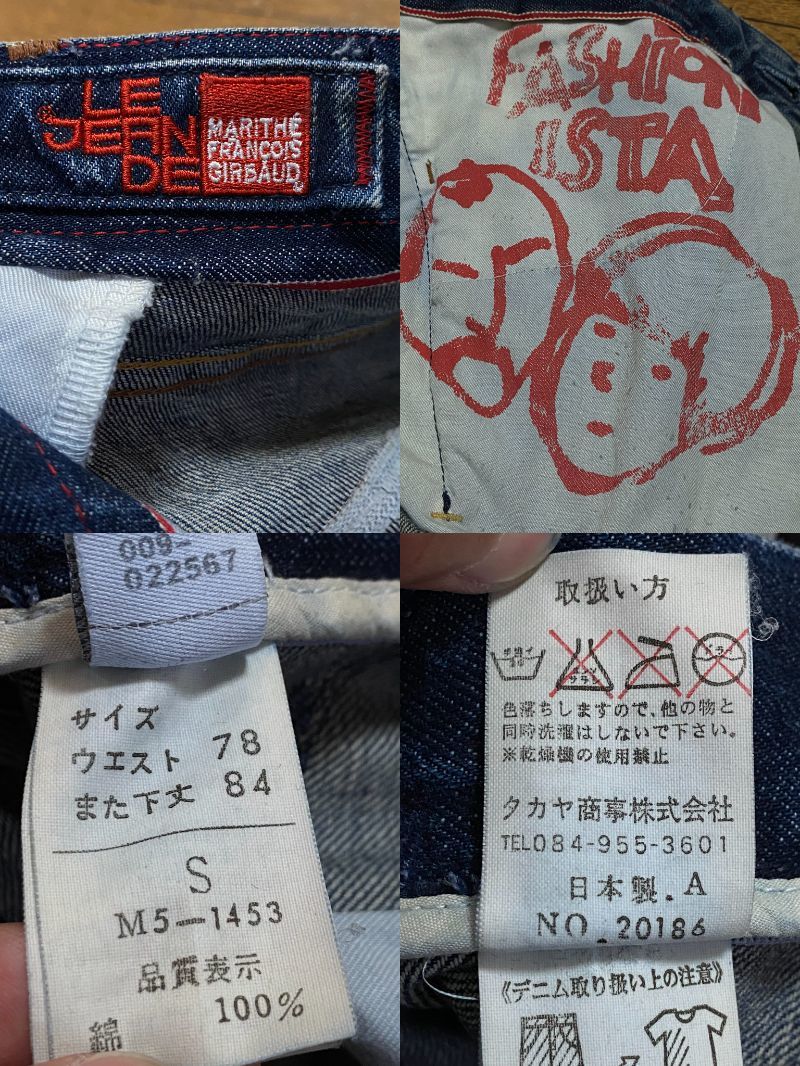 LE
JEAN
DE
MARITHÉ
FRANÇOIS
GIRBAUD
FASHION
ISTA
009-
022567
サイズ
ウエスト 78
また下丈 84
S
M5-1453
品質表示
綿 100%
取扱い方
色落ちしますので、他の物と
同時洗濯はしないで下さい。
※乾燥機の使用禁止
タカヤ商事株式会社
TEL084-955-3601
日本製.A
NO.20186
《デニム取り扱い上の注意》